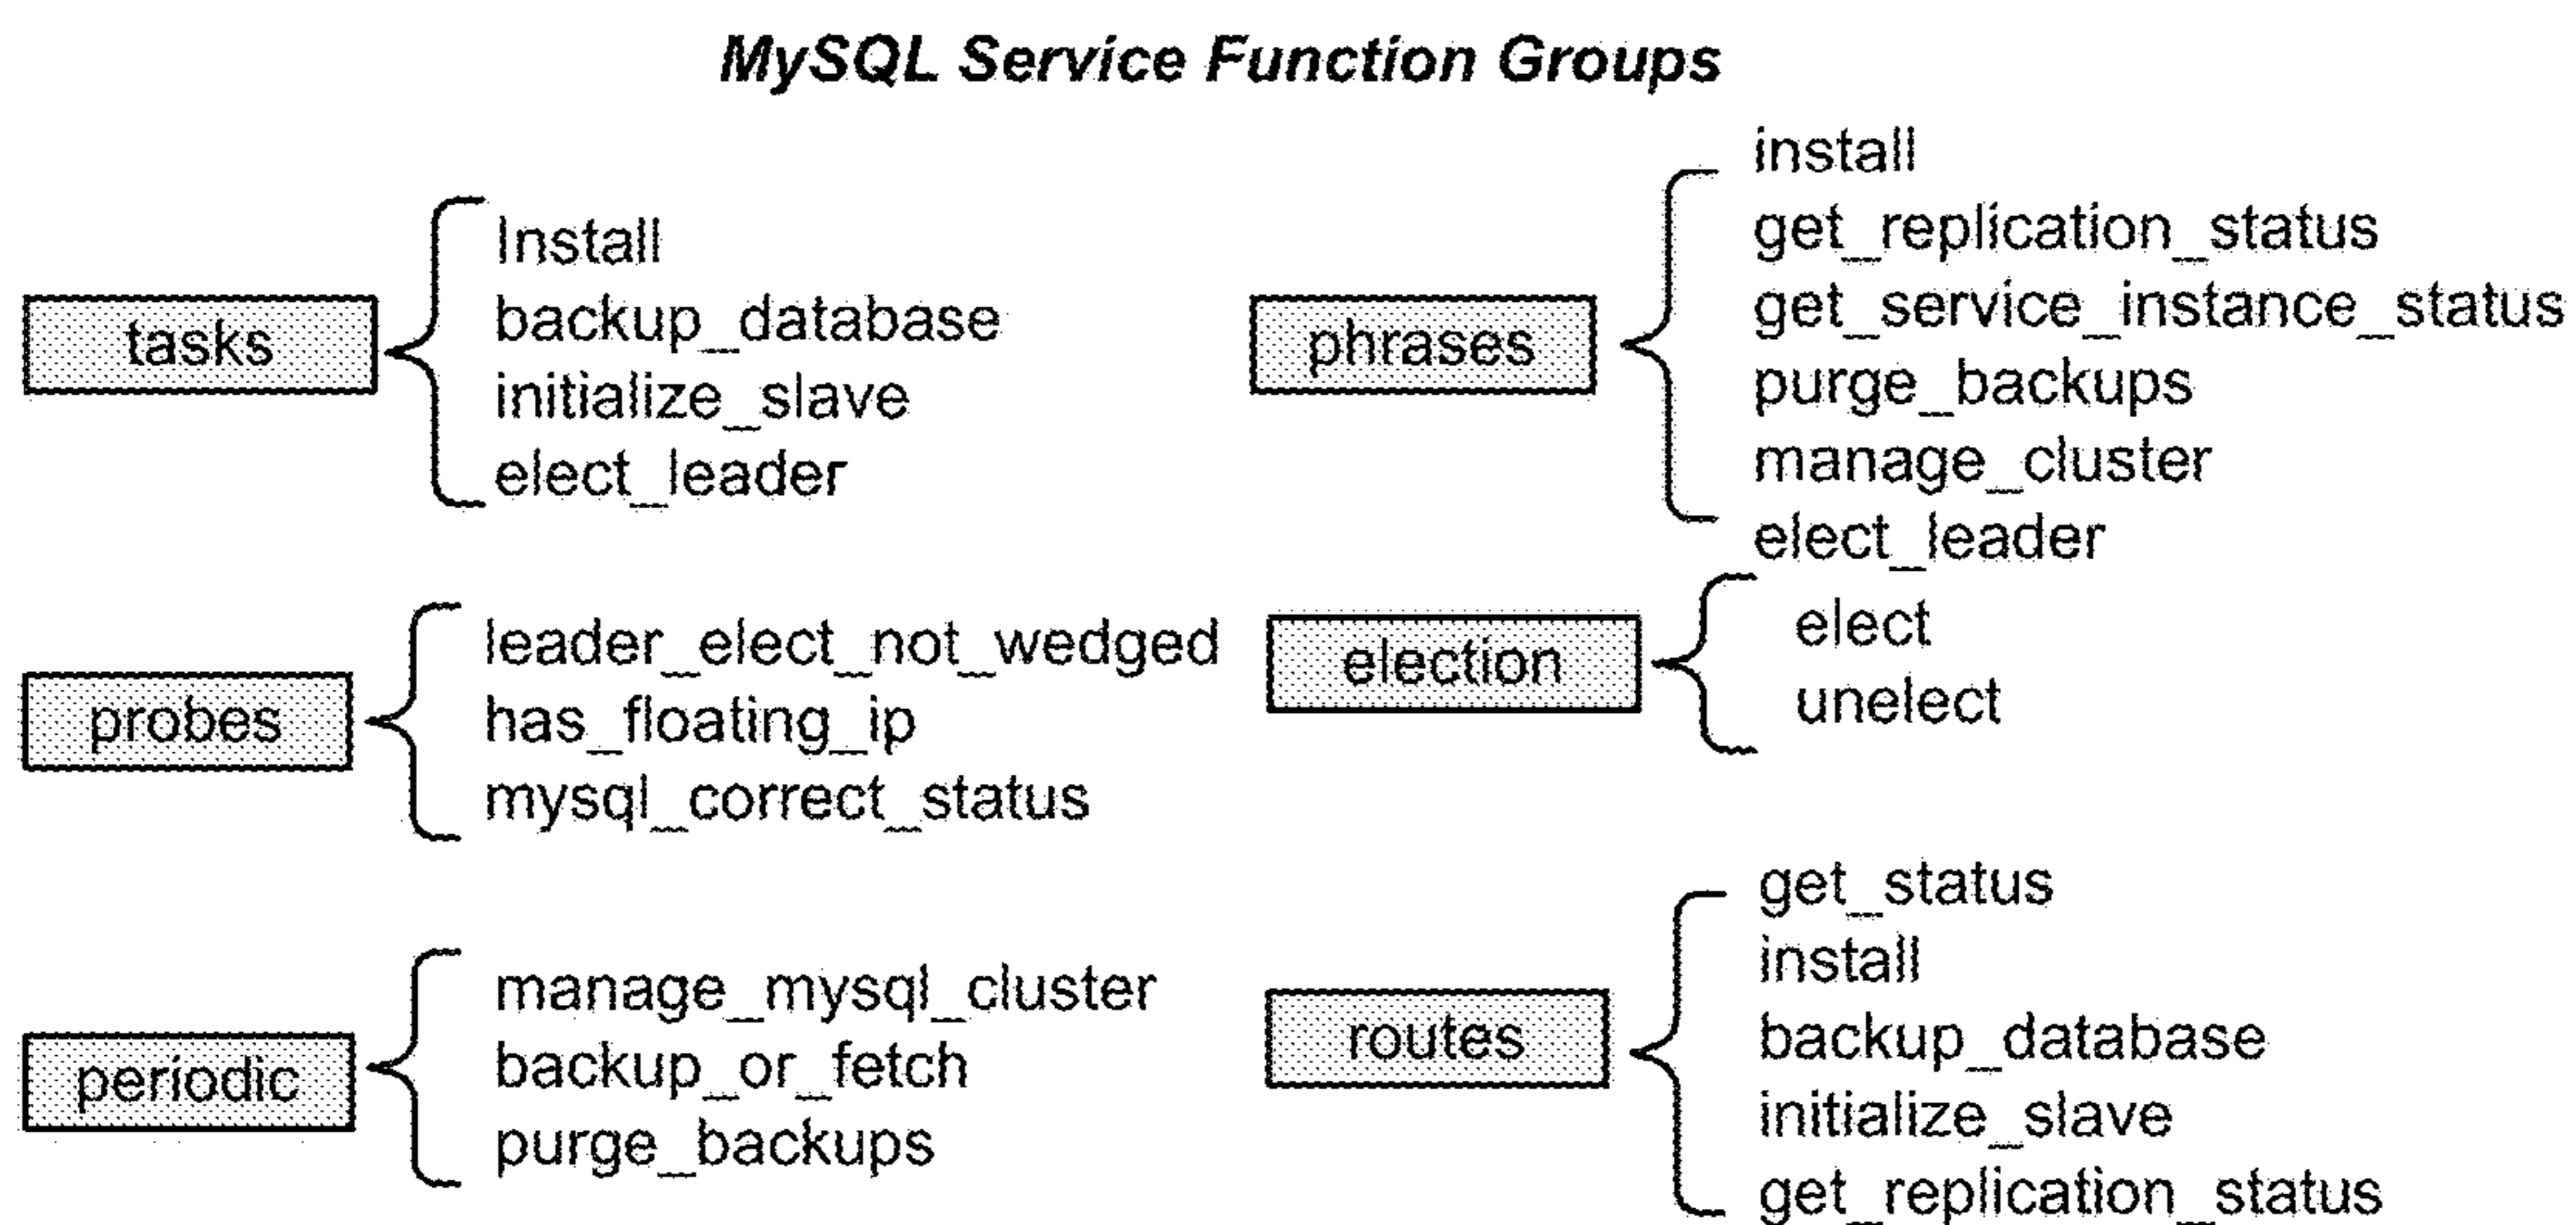 MySQL Service Function Groups
tasks
Install
backup_database
initialize_slave
elect_leader
phrases
install
get_replication_status
get_service_instance_status
purge_backups
manage_cluster
elect_leader
probes
leader_elect_not_wedged
has_floating_ip
mysql_correct_status
election
elect
unelect
periodic
manage_mysql_cluster
backup_or_fetch
purge_backups
routes
get_status
install
backup_database
initialize_slave
get_replication_status